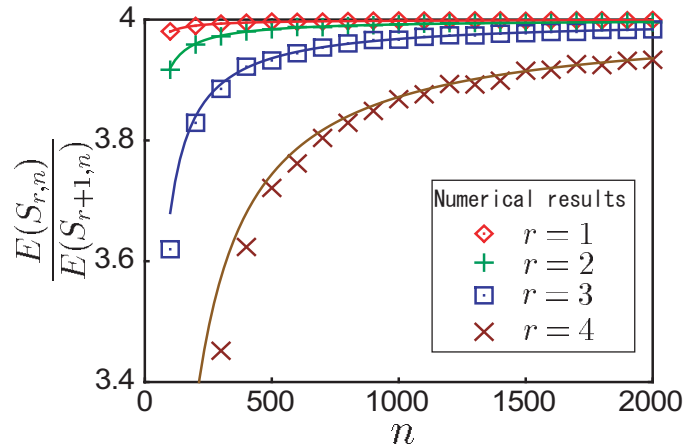 4
3.8
3.6
3.4
E(S_{r,n})
E(S_{r+1,n})
Numerical results
r = 1
r = 2
r = 3
r = 4
0 500 1000 1500 2000
n